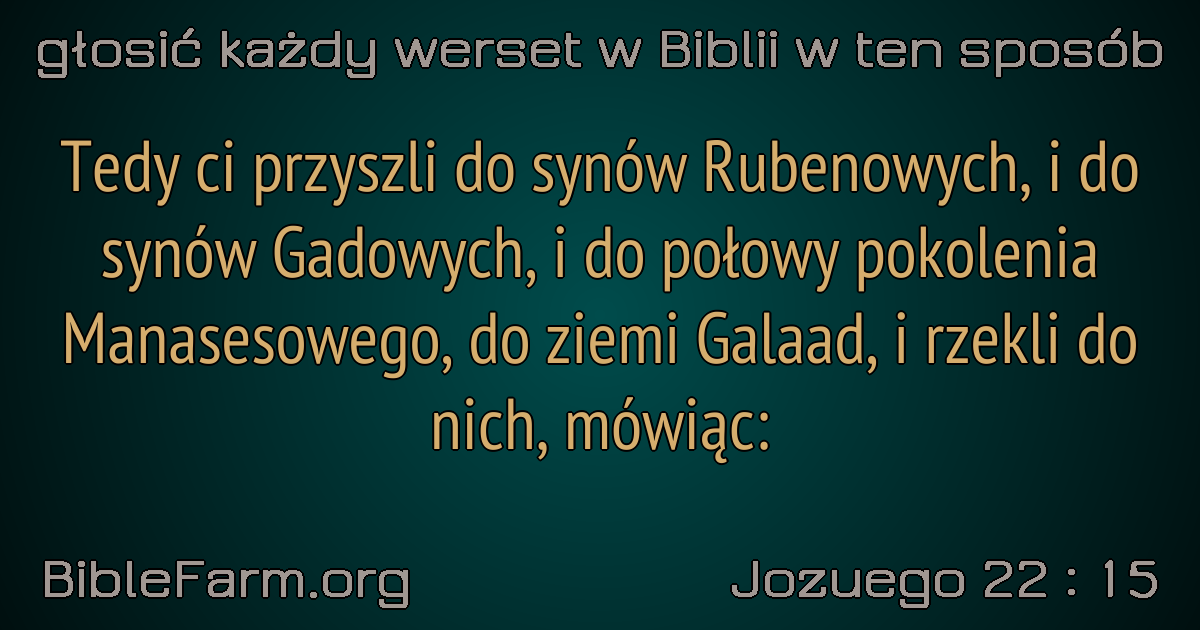 głosić każdy werset w Biblii w ten sposób
Tedy ci przyszli do synów Rubenowych, i do
synów Gadowych, i do połowy pokolenia
Manasesowego, do ziemi Galaad, i rzekli do
nich, mówiąc:
BibleFarm.org
Jozuego 22 : 15